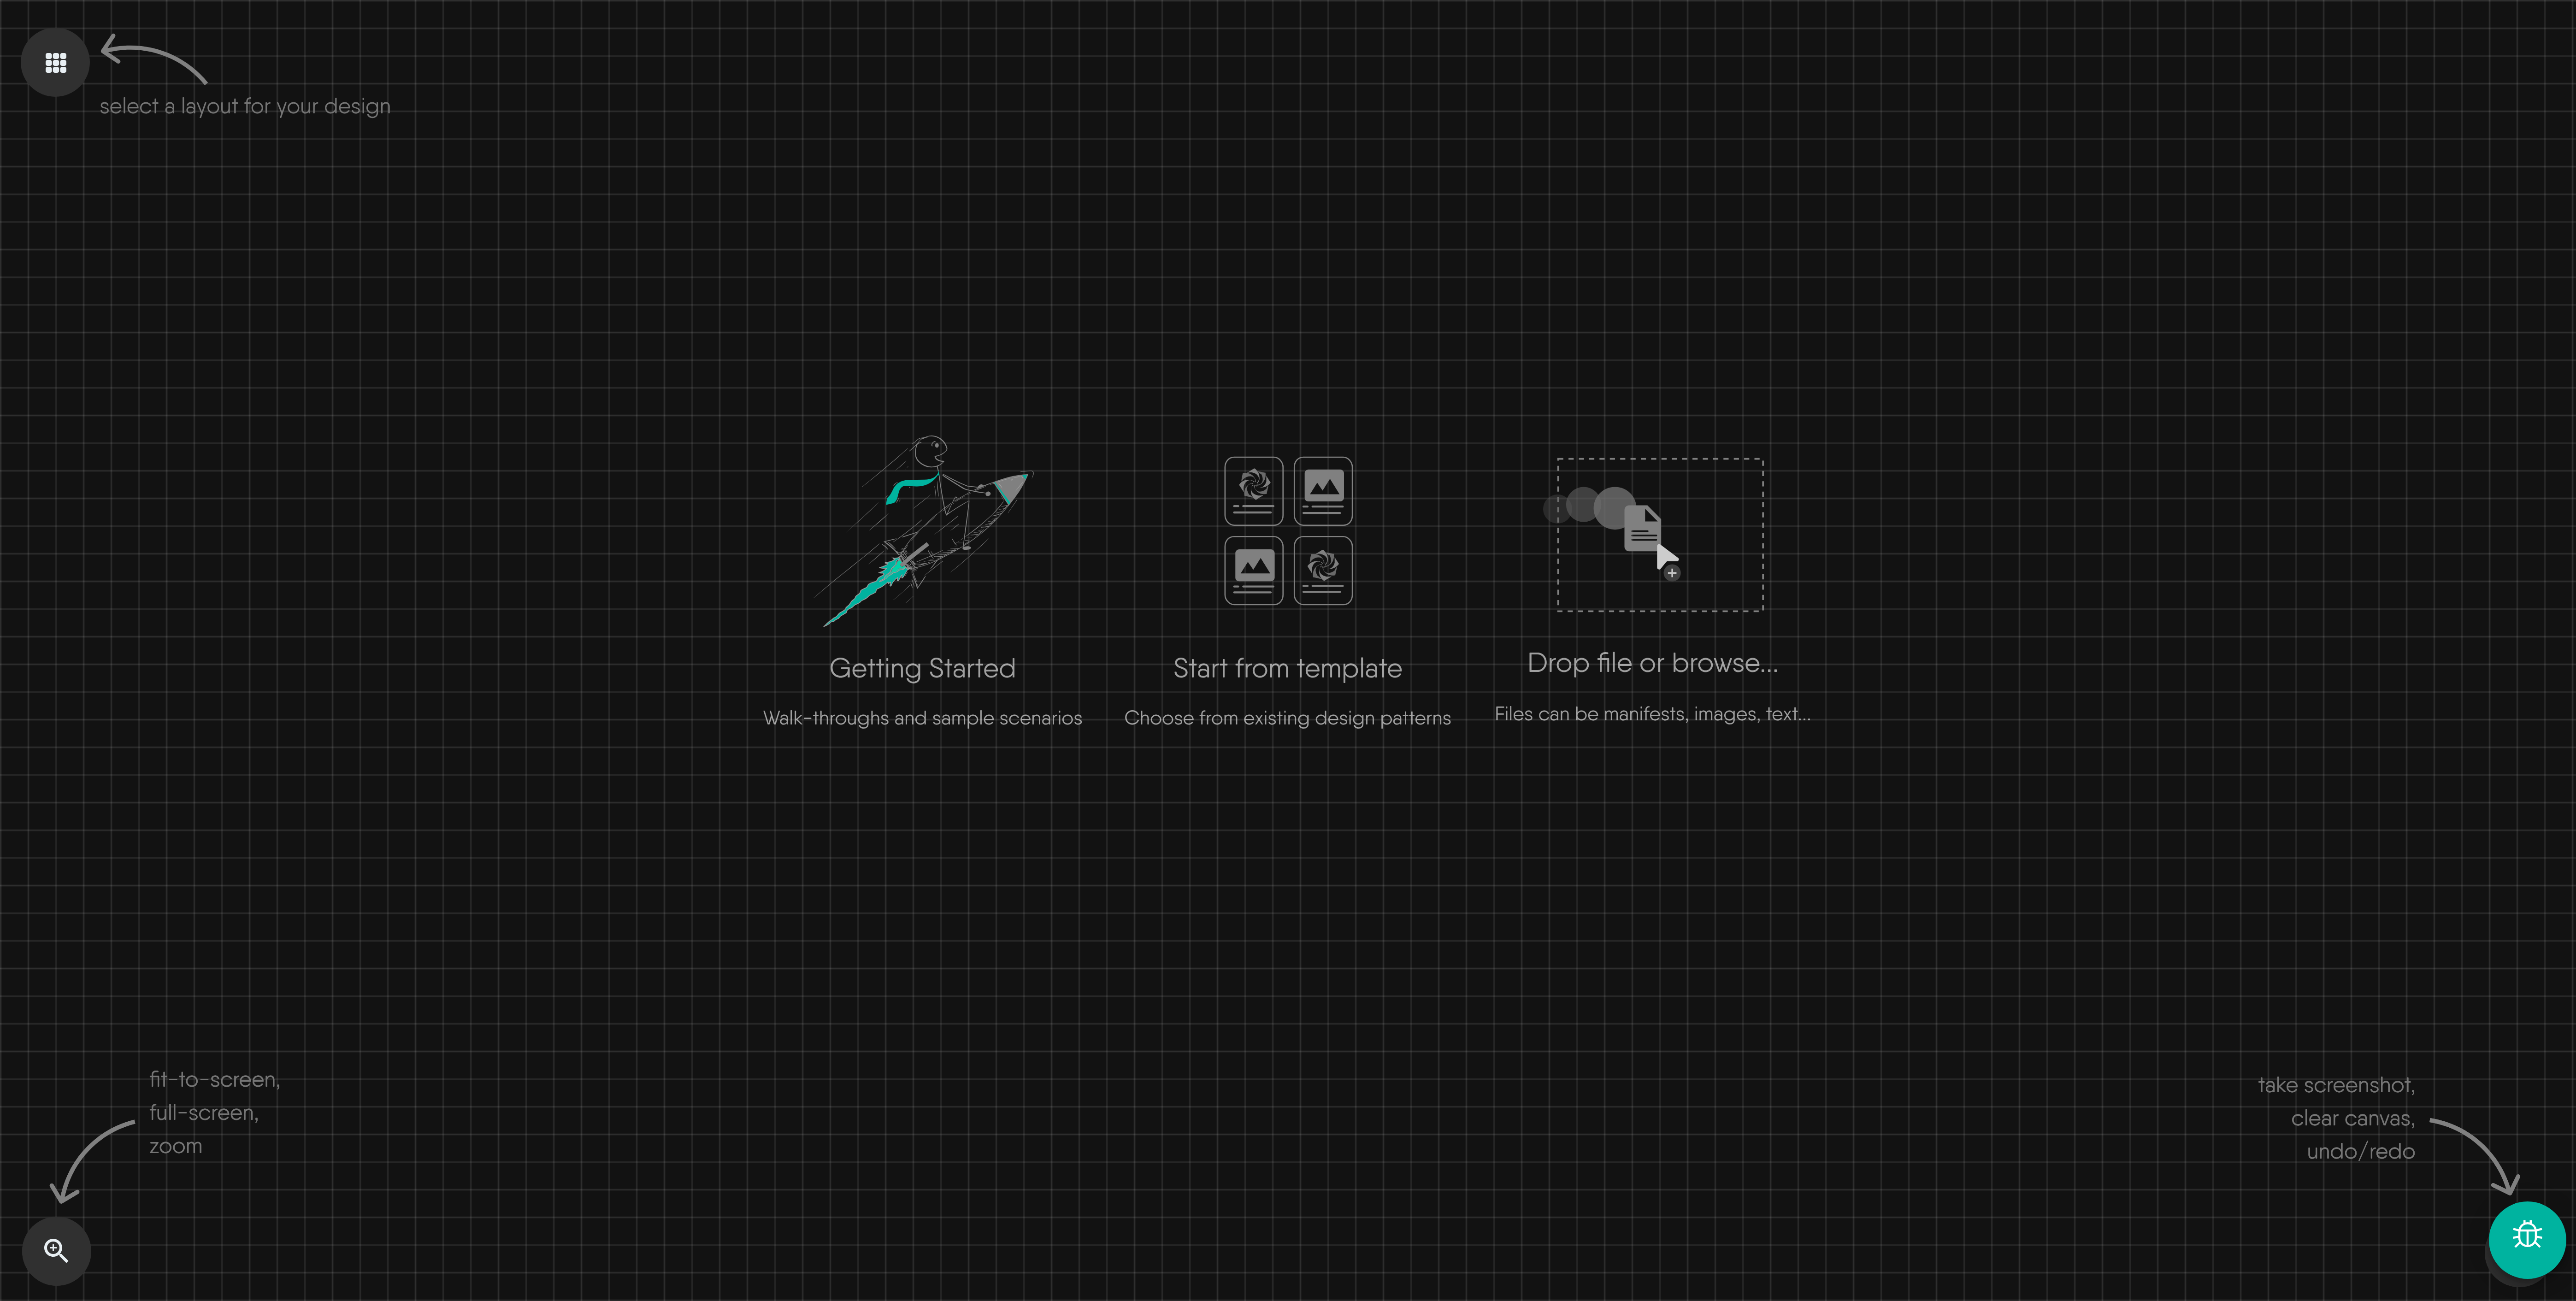 select a layout for your design
Getting Started
Walk-throughs and sample scenarios
Start from template
Choose from existing design patterns
Drop file or browse...
Files can be manifests, images, text...
fit-to-screen,
full-screen,
zoom
take screenshot,
clear canvas,
undo/redo